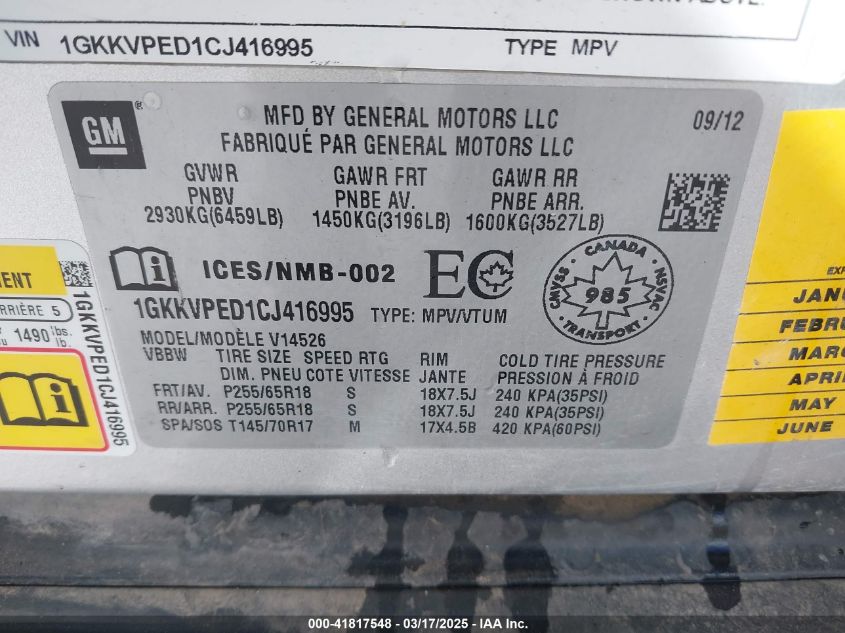 VIN 1GKKVPED1CJ416995 TYPE MPV
GM ®
MFD BY GENERAL MOTORS LLC 09/12
FABRIQUÉ PAR GENERAL MOTORS LLC
GVWR GAWR FRT GAWR RR
PNBV PNBE AV. PNBE ARR.
2930KG(6459LB) 1450KG(3196LB) 1600KG(3527LB)
i ICES/NMB-002 EC
CANADA
CMVSS 985 NSVAC
TRANSPORT
1GKKVPED1CJ416995 TYPE: MPV/VTUM
MODEL/MODÈLE V14526
VBBW TIRE SIZE SPEED RTG RIM COLD TIRE PRESSURE
DIM. PNEU COTE VITESSE JANTE PRESSION À FROID
FRT/AV. P255/65R18 S 18X7.5J 240 KPA(35PSI)
RR/ARR. P255/65R18 S 18X7.5J 240 KPA(35PSI)
SPA/SOS T145/70R17 M 17X4.5B 420 KPA(60PSI)
ARRIÈRE 5
1490 lbs.
lb.
i
1GKKVPED1CJ416995
JANU
FEBRU
MARC
APRIL
MAY
JUNE
000-41817548 — 03/17/2025 — IAA Inc.